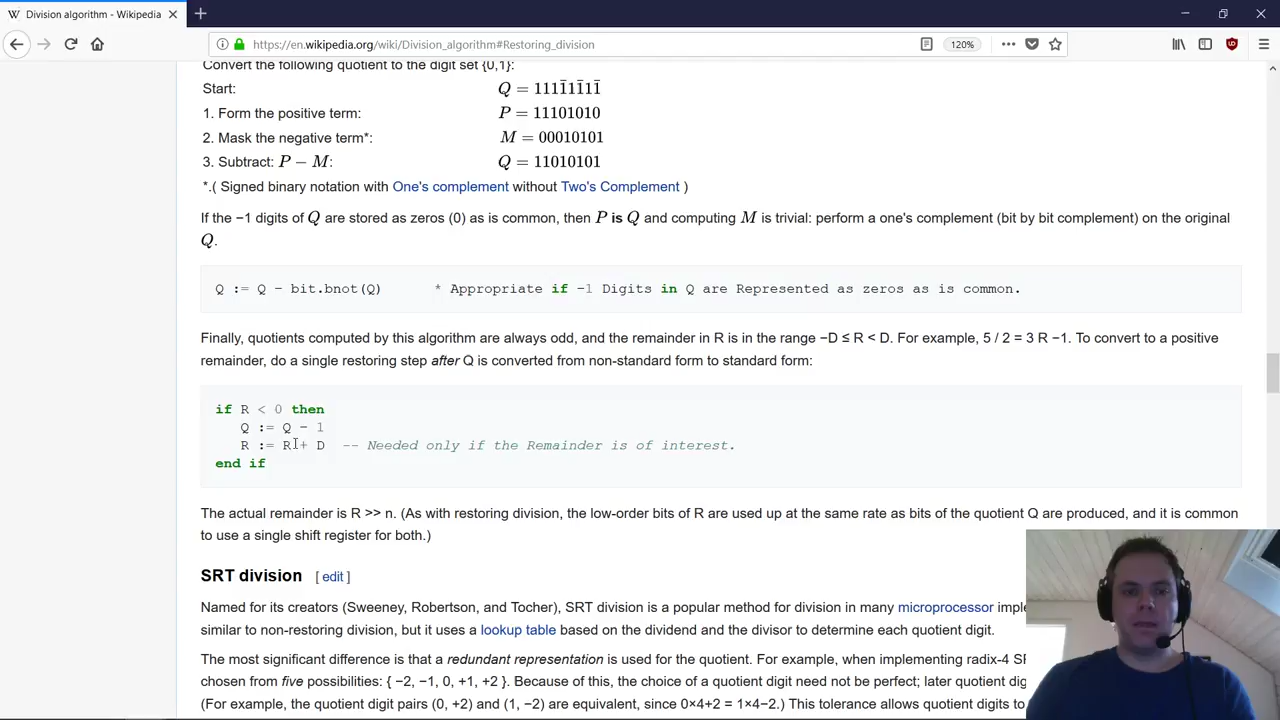 W Division algorithm - Wikipedia
https://en.wikipedia.org/wiki/Division_algorithm#Restoring_division
120%
Convert the following quotient to the digit set {0,1}:
Start: Q = 1111̄11̄11̄
1. Form the positive term: P = 11101010
2. Mask the negative term*: M = 00010101
3. Subtract: P − M: Q = 11010101
*.( Signed binary notation with One's complement without Two's Complement )
If the −1 digits of Q are stored as zeros (0) as is common, then P is Q and computing M is trivial: perform a one's complement (bit by bit complement) on the original
Q.
Q := Q − bit.bnot(Q) * Appropriate if −1 Digits in Q are Represented as zeros as is common.
Finally, quotients computed by this algorithm are always odd, and the remainder in R is in the range −D ≤ R < D. For example, 5 / 2 = 3 R −1. To convert to a positive
remainder, do a single restoring step after Q is converted from non-standard form to standard form:
if R < 0 then
Q := Q − 1
R := R + D -- Needed only if the Remainder is of interest.
end if
The actual remainder is R >> n. (As with restoring division, the low-order bits of R are used up at the same rate as bits of the quotient Q are produced, and it is common
to use a single shift register for both.)
SRT division [ edit ]
Named for its creators (Sweeney, Robertson, and Tocher), SRT division is a popular method for division in many microprocessor imple
similar to non-restoring division, but it uses a lookup table based on the dividend and the divisor to determine each quotient digit.
The most significant difference is that a redundant representation is used for the quotient. For example, when implementing radix-4 SR
chosen from five possibilities: { −2, −1, 0, +1, +2 }. Because of this, the choice of a quotient digit need not be perfect; later quotient dig
(For example, the quotient digit pairs (0, +2) and (1, −2) are equivalent, since 0×4+2 = 1×4−2.) This tolerance allows quotient digits to